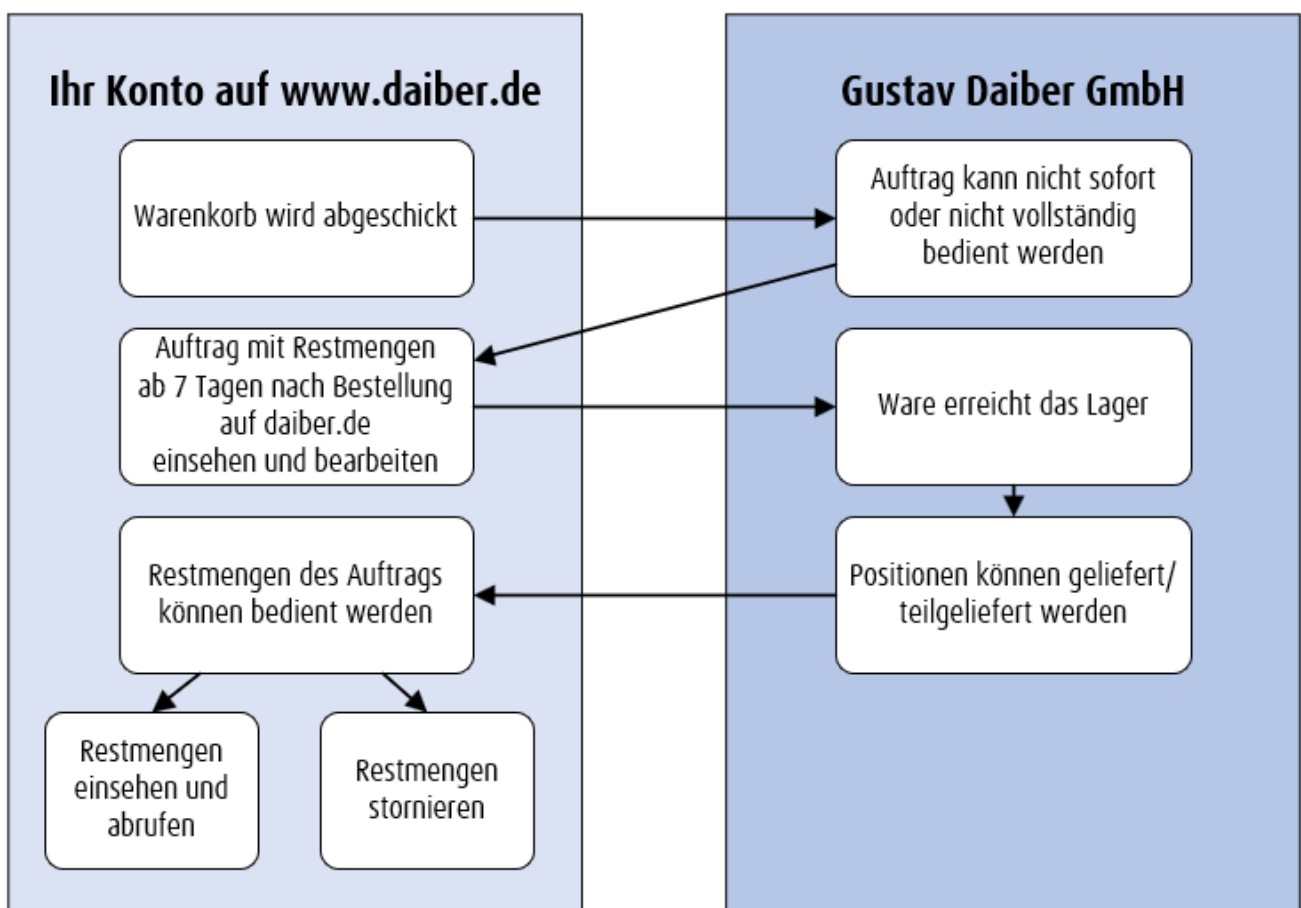 Ihr Konto auf www.daiber.de
Warenkorb wird abgeschickt
Auftrag mit Restmengen
ab 7 Tagen nach Bestellung
auf daiber.de
einsehen und bearbeiten
Restmengen des Auftrags
können bedient werden
Restmengen
einsehen und
abrufen
Restmengen
stornieren
Gustav Daiber GmbH
Auftrag kann nicht sofort
oder nicht vollständig
bedient werden
Ware erreicht das Lager
Positionen können geliefert/
teilgeliefert werden